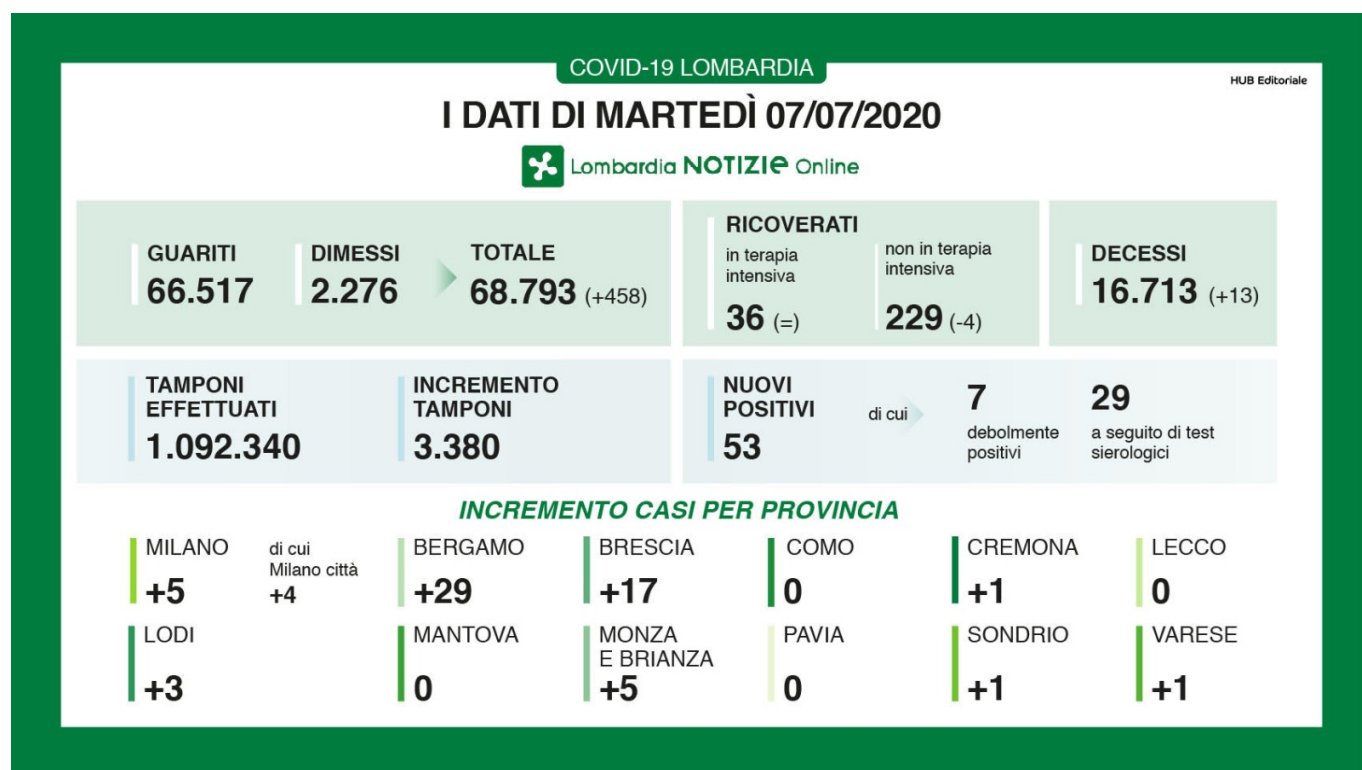 COVID-19 LOMBARDIA
HUB Editoriale
I DATI DI MARTEDÌ 07/07/2020
Lombardia NOTIZIE Online
GUARITI
66.517
DIMESSI
2.276
TOTALE
68.793 (+458)
RICOVERATI
in terapia
intensiva
36 (=)
non in terapia
intensiva
229 (-4)
DECESSI
16.713 (+13)
TAMPONI
EFFETTUATI
1.092.340
INCREMENTO
TAMPONI
3.380
NUOVI
POSITIVI
53
di cui
7
debolmente
positivi
29
a seguito di test
sierologici
INCREMENTO CASI PER PROVINCIA
MILANO
+5
di cui
Milano città
+4
BERGAMO
+29
BRESCIA
+17
COMO
0
CREMONA
+1
LECCO
0
LODI
+3
MANTOVA
0
MONZA
E BRIANZA
+5
PAVIA
0
SONDRIO
+1
VARESE
+1